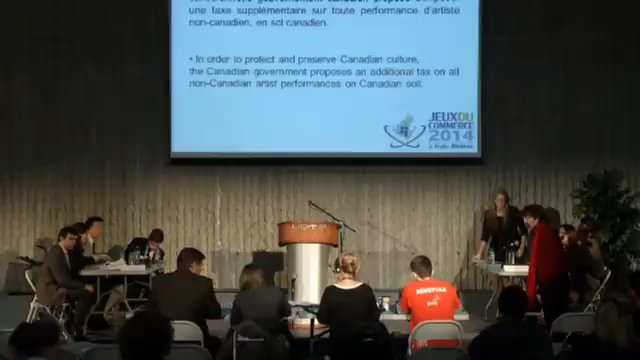 une taxe supplémentaire sur toute performance d'artiste
non-canadien, en sol canadien.
• In order to protect and preserve Canadian culture,
the Canadian government proposes an additional tax on all
non-Canadian artist performances on Canadian soil.
JEUX DU
COMMERCE
2014